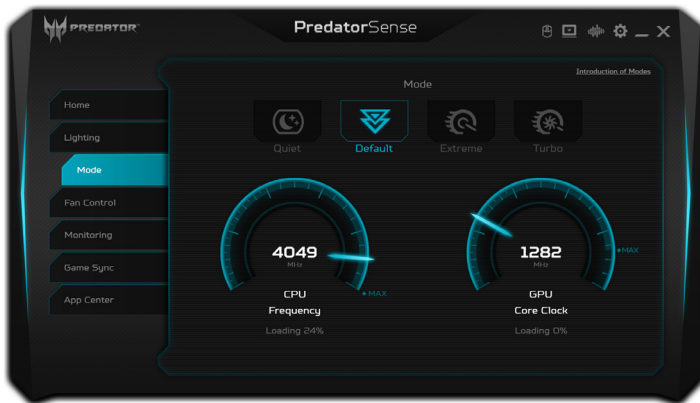 PREDATOR
PredatorSense
Introduction of Modes
Mode
Home
Lighting
Mode
Fan Control
Monitoring
Game Sync
App Center
Quiet
Default
Extreme
Turbo
4049
MHz
MAX
CPU
Frequency
Loading 24%
1282
MHz
MAX
GPU
Core Clock
Loading 0%